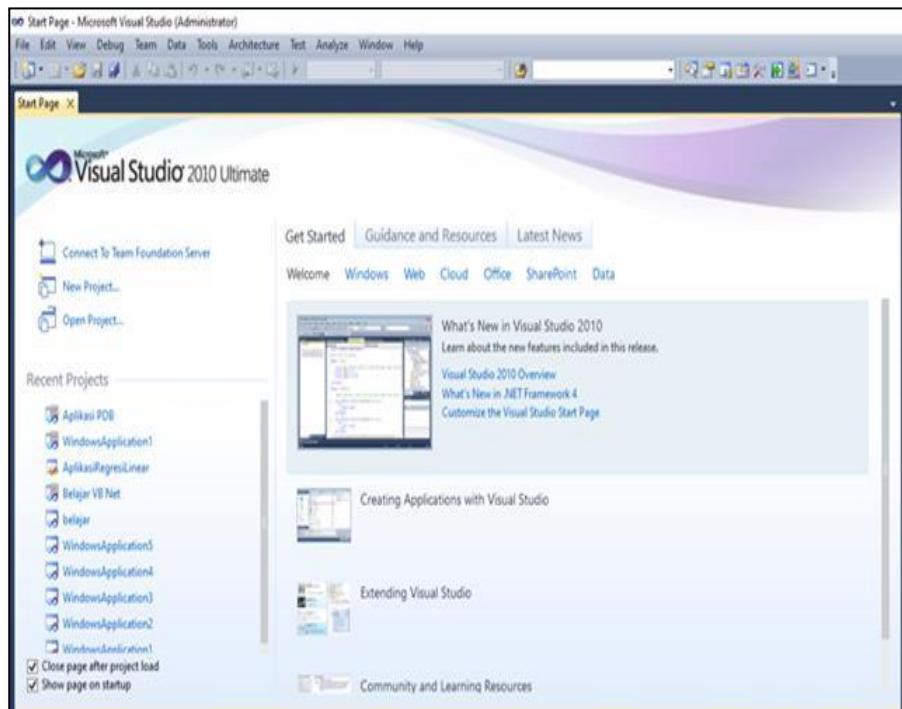 Start Page - Microsoft Visual Studio (Administrator)
File Edit View Debug Team Data Tools Architecture Test Analyze Window Help
Start Page
Microsoft
Visual Studio 2010 Ultimate
Connect To Team Foundation Server
New Project...
Open Project...
Recent Projects
Aplikasi PDB
WindowsApplication1
AplikasiRegresiLinear
Belajar VB Net
belajar
WindowsApplication5
WindowsApplication4
WindowsApplication3
WindowsApplication2
WindowsApplication1
Close page after project load
Show page on startup
Get Started Guidance and Resources Latest News
Welcome Windows Web Cloud Office SharePoint Data
What's New in Visual Studio 2010
Learn about the new features included in this release.
Visual Studio 2010 Overview
What's New in .NET Framework 4
Customize the Visual Studio Start Page
Creating Applications with Visual Studio
Extending Visual Studio
Community and Learning Resources